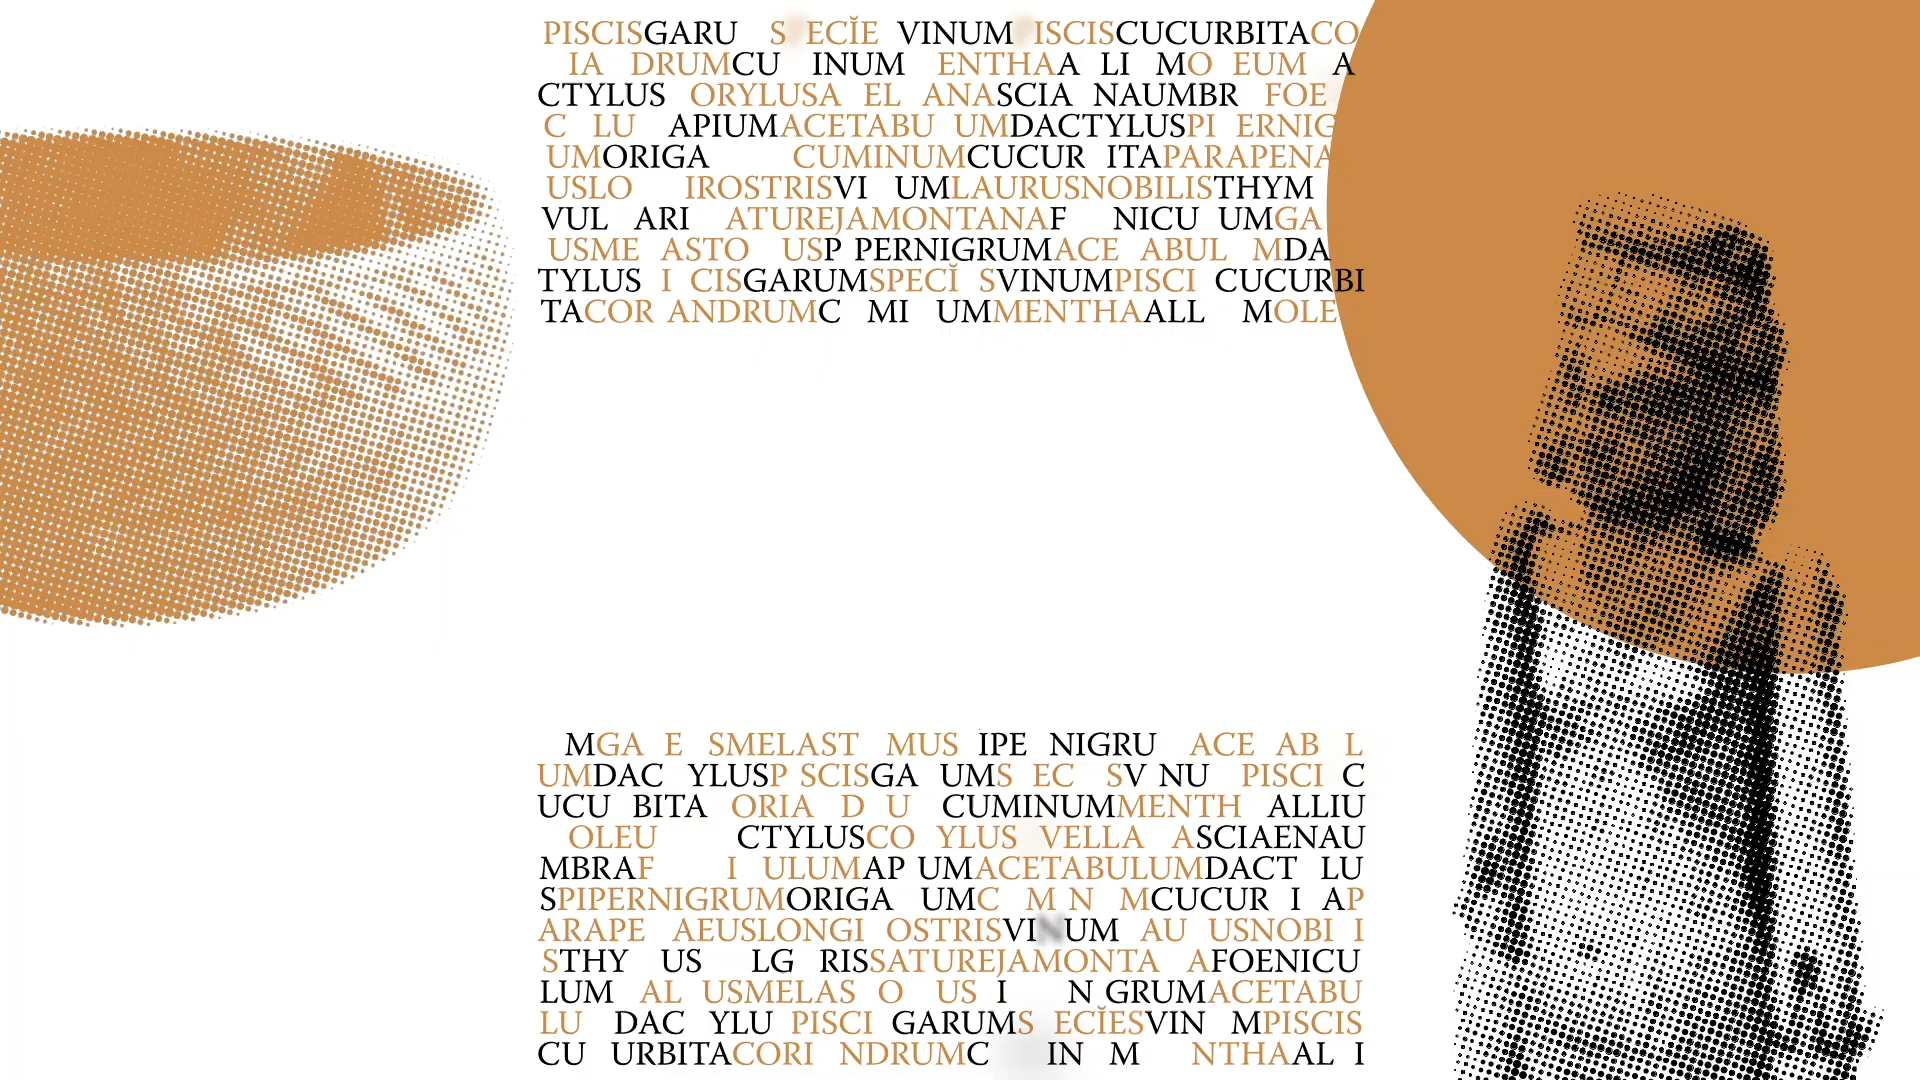 PISCISGARU S ECĬE VINUM ISCISCUCURBITACO
IA DRUMCU INUM ENTHAA LI MO EUM A
CTYLUS ORYLUSA EL ANASCIA NAUMBR FOE
C LU APIUMACETABU UMDACTYLUSPI ERNIG
UMORIGA CUMINUMCUCUR ITAPARAPENA
USLO IROSTRISVI UMLAURUSNOBILISTHYM
VUL ARI ATUREJAMONTANAF NICU UMGA
USME ASTO USP PERNIGRUMACE ABUL MDA
TYLUS I CISGARUMSPECĬ SVINUMPISCI CUCURBI
TACOR ANDRUMC MI UMMENTHAALL MOLE
MGA E SMELAST MUS IPE NIGRU ACE AB L
UMDAC YLUSP SCISGA UMS EC SV NU PISCI C
UCU BITA ORIA D U CUMINUMMENTH ALLIU
OLEU CTYLUSCO YLUS VELLA ASCIAENAU
MBRAF I ULUMAP UMACETABULUMDACT LU
SPIPERNIGRUMORIGA UMC M N MCUCUR I AP
ARAPE AEUSLONGI OSTRISVINUM AU USNOBI I
STHY US LG RISSATUREJAMONTA AFOENICU
LUM AL USMELAS O US I N GRUMACETABU
LU DAC YLU PISCI GARUMS ECĬESVIN MPISCIS
CU URBITACORI NDRUMC IN M NTHAAL I